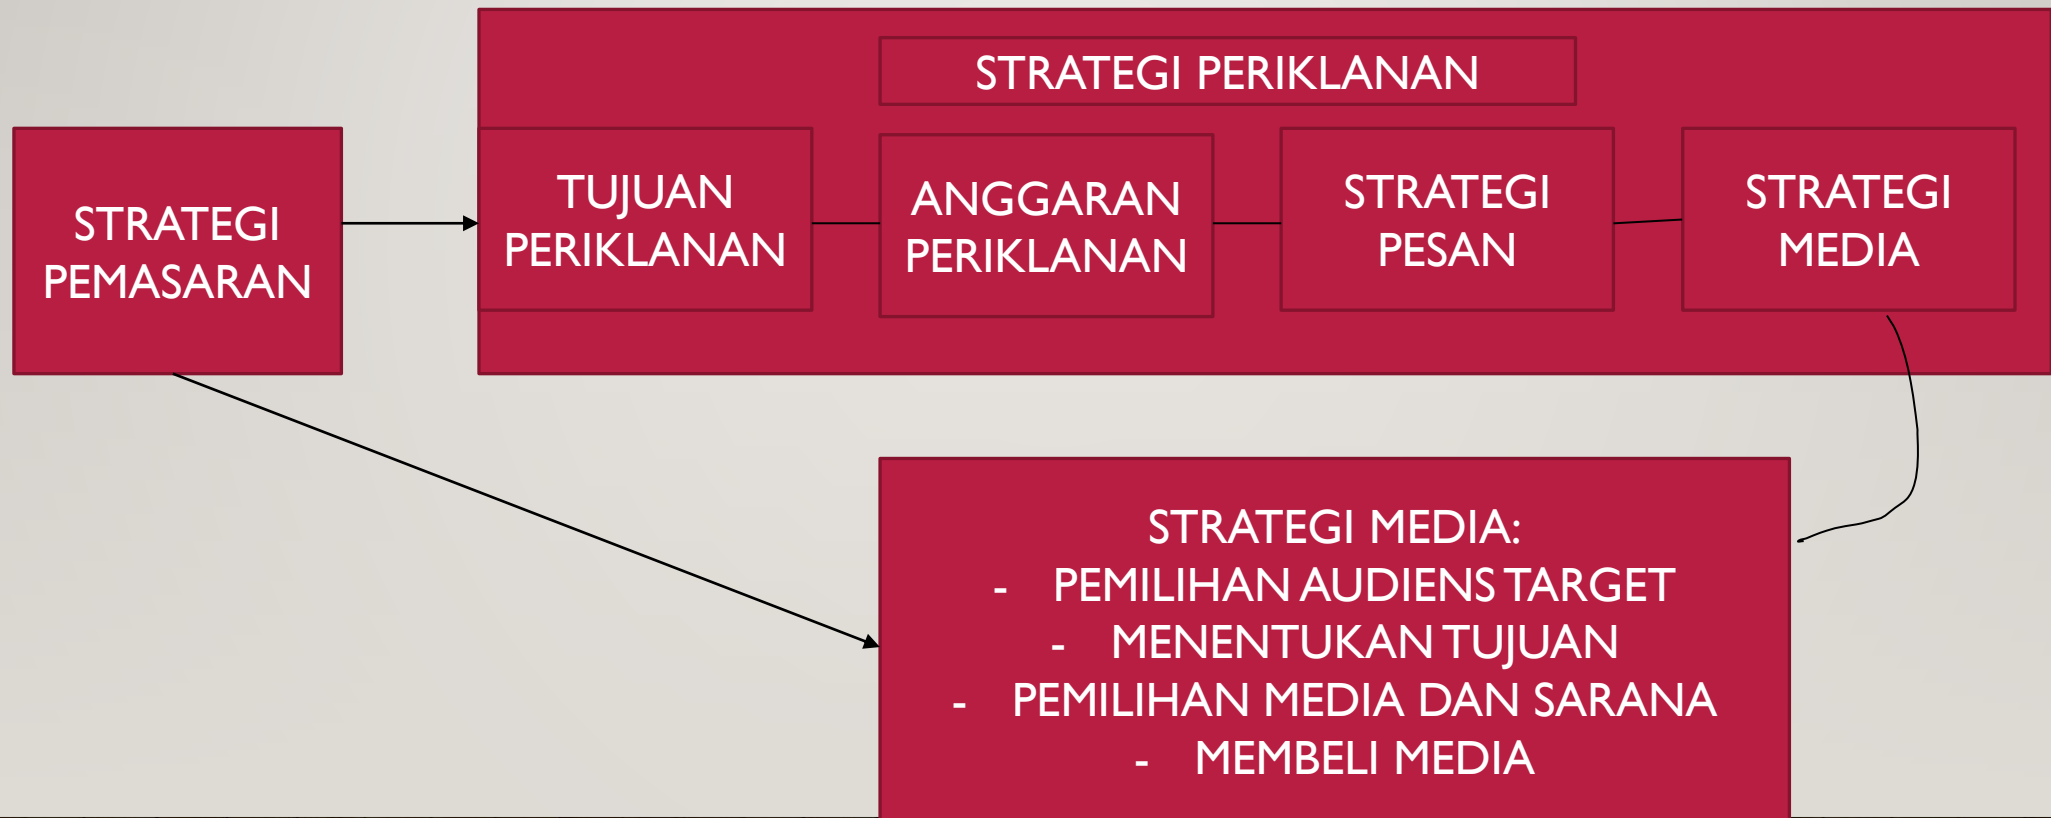 STRATEGI PERIKLANAN
STRATEGI
PEMASARAN
TUJUAN
PERIKLANAN
ANGGARAN
PERIKLANAN
STRATEGI
PESAN
STRATEGI
MEDIA
STRATEGI MEDIA:
- PEMILIHAN AUDIENS TARGET
- MENENTUKAN TUJUAN
- PEMILIHAN MEDIA DAN SARANA
- MEMBELI MEDIA